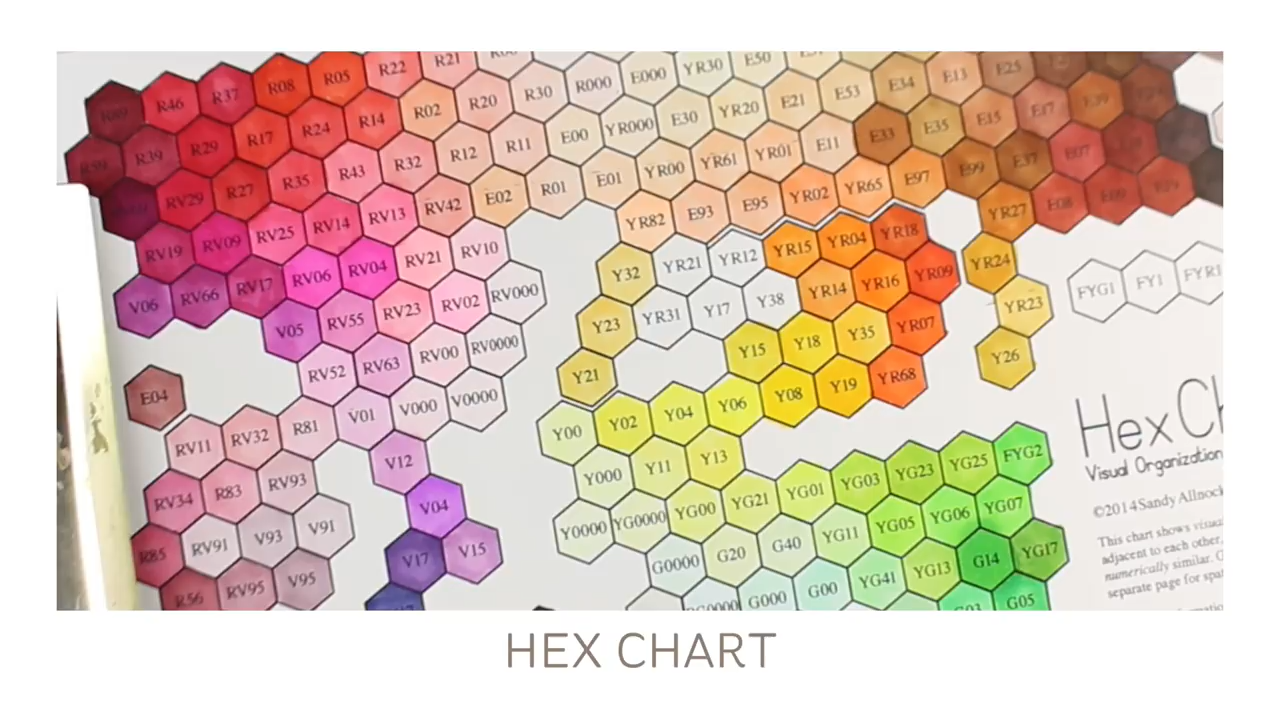 R22 R21 E000 YR30 E50
R46 R37 R08 R05 R02 R20 R30 R000 E30 YR20 E21 E53 E34 E13 E25
R39 R29 R17 R24 R14 R12 R11 E00 YR000 YR00 YR61 YR01 E11 E33 E35 E15 E17 E39
RV29 R27 R35 R43 R32 E02 R01 E01 E93 E95 YR02 YR65 E97 E99 E37 E07
RV19 RV09 RV25 RV14 RV13 RV42 YR82 YR27 E08 E09 E29
V06 RV66 RV17 RV06 RV04 RV21 RV10 Y32 YR21 YR12 YR15 YR04 YR18 YR24
V05 RV55 RV23 RV02 RV000 Y23 YR31 Y17 Y38 YR14 YR16 YR09 YR23 FYG1 FY1 FYR1
RV52 RV63 RV00 RV0000 Y21 Y15 Y18 Y35 YR07 Y26
E04 V01 V000 V0000 Y08 Y19 YR68
RV11 RV32 R81 V12 Y00 Y02 Y04 Y06
Hex Ch
Visual Organization
RV34 R83 RV93 V04 Y000 Y11 Y13 YG01 YG03 YG23 YG25 FYG2
©2014 Sandy Allnock
R85 RV91 V93 V91 V17 V15 Y0000 YG0000 YG00 YG21 YG11 YG05 YG06 YG07
This chart shows visua
adjacent to each other,
numerically similar.
separate page for spa
R56 RV95 V95 G0000 G20 G40 YG41 YG13 G14 YG17
G000 G00 G05
HEX CHART